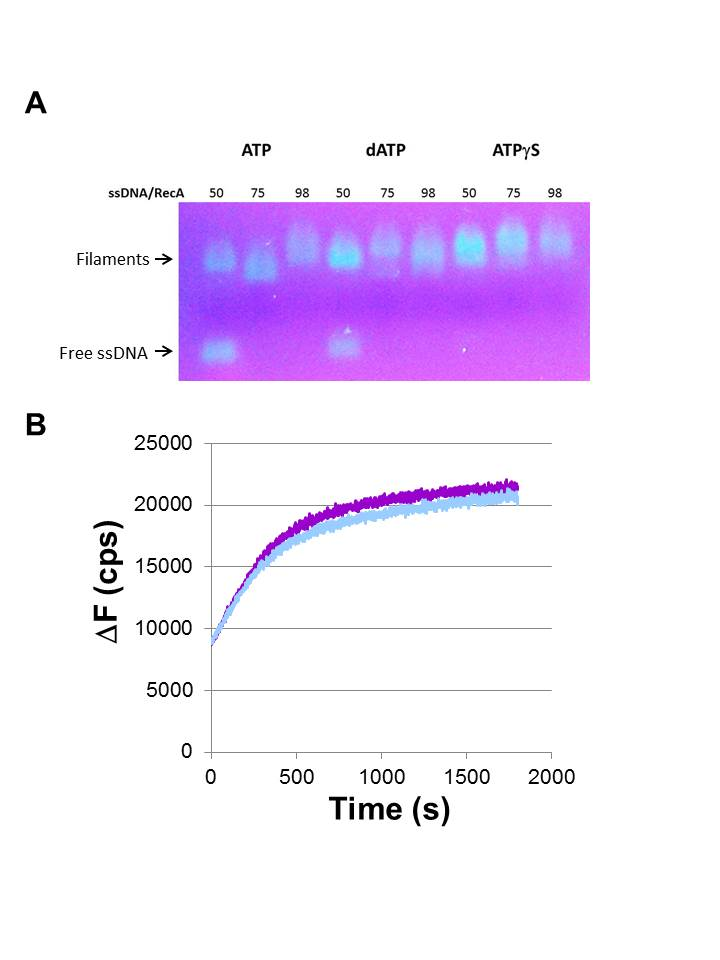 A
ATP dATP ATPγS
ssDNA/RecA 50 75 98 50 75 98 50 75 98
Filaments →
Free ssDNA →
B
25000
20000
15000
10000
5000
0
ΔF (cps)
0 500 1000 1500 2000
Time (s)